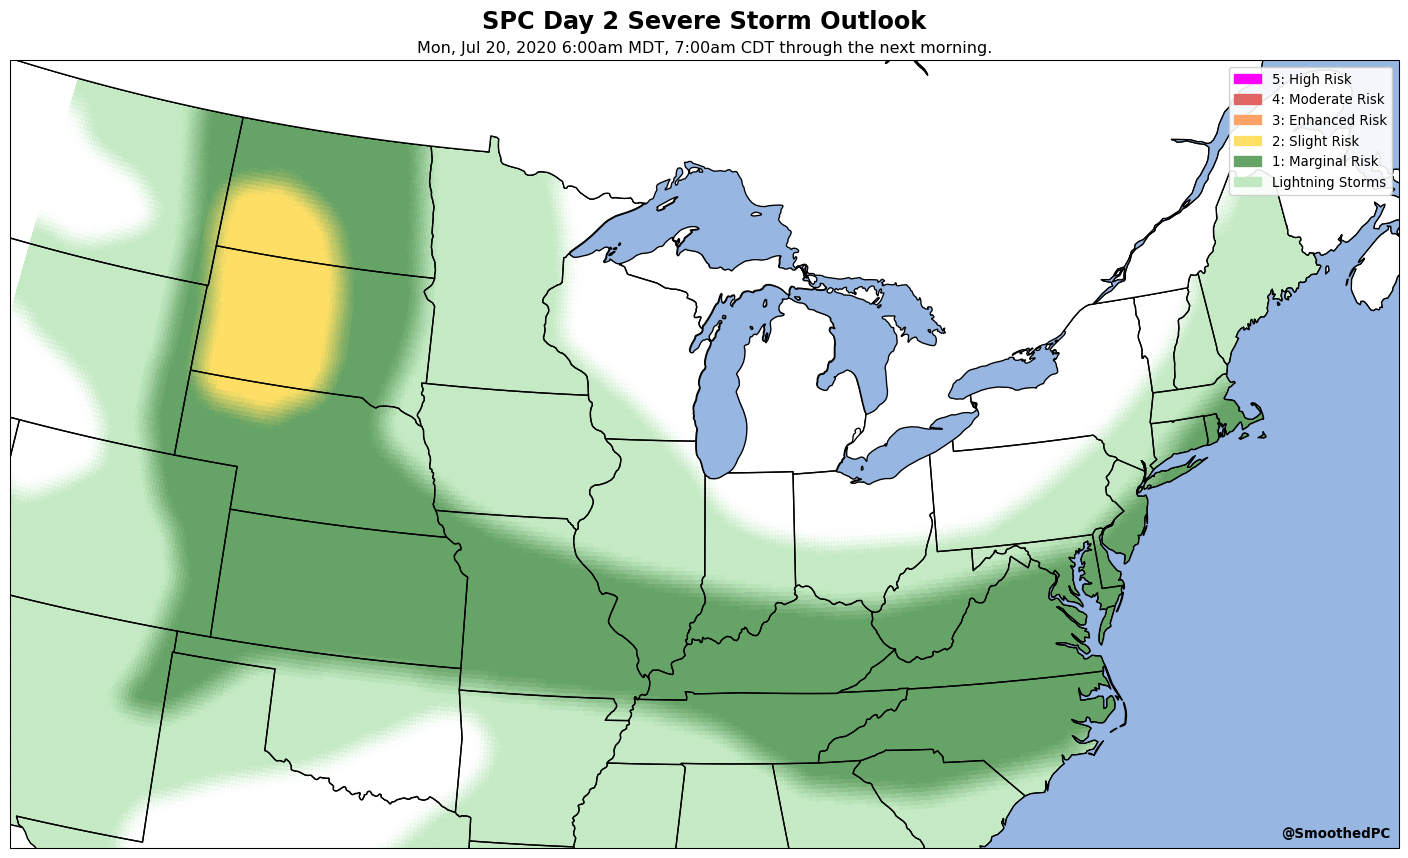 SPC Day 2 Severe Storm Outlook
Mon, Jul 20, 2020 6:00am MDT, 7:00am CDT through the next morning.
5: High Risk
4: Moderate Risk
3: Enhanced Risk
2: Slight Risk
1: Marginal Risk
Lightning Storms
@SmoothedPC